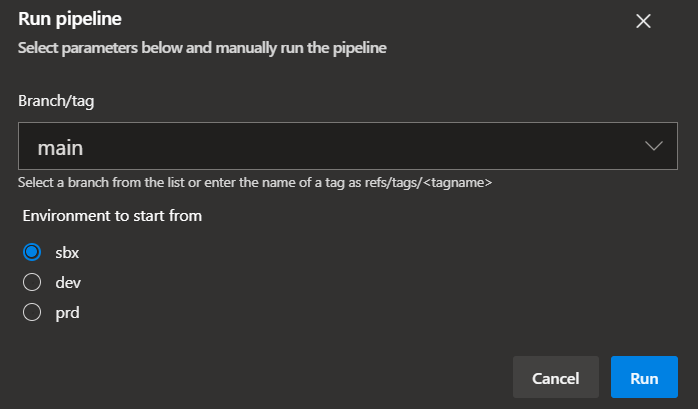 Run pipeline
Select parameters below and manually run the pipeline
Branch/tag
main
Select a branch from the list or enter the name of a tag as refs/tags/<tagname>
Environment to start from
sbx
dev
prd
Cancel
Run